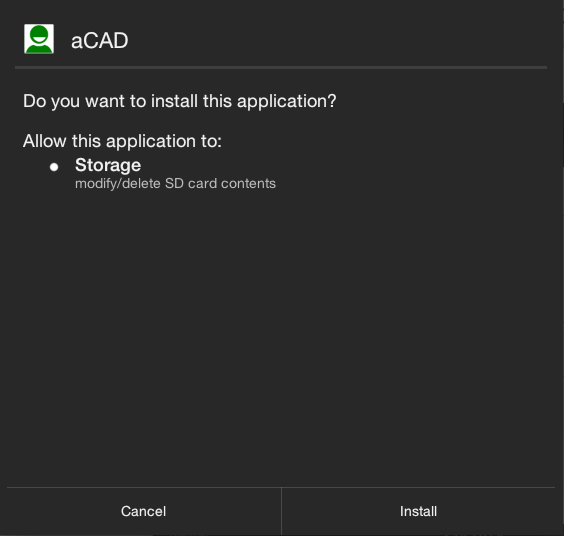 aCAD
Do you want to install this application?
Allow this application to:
Storage
modify/delete SD card contents
Cancel
Install